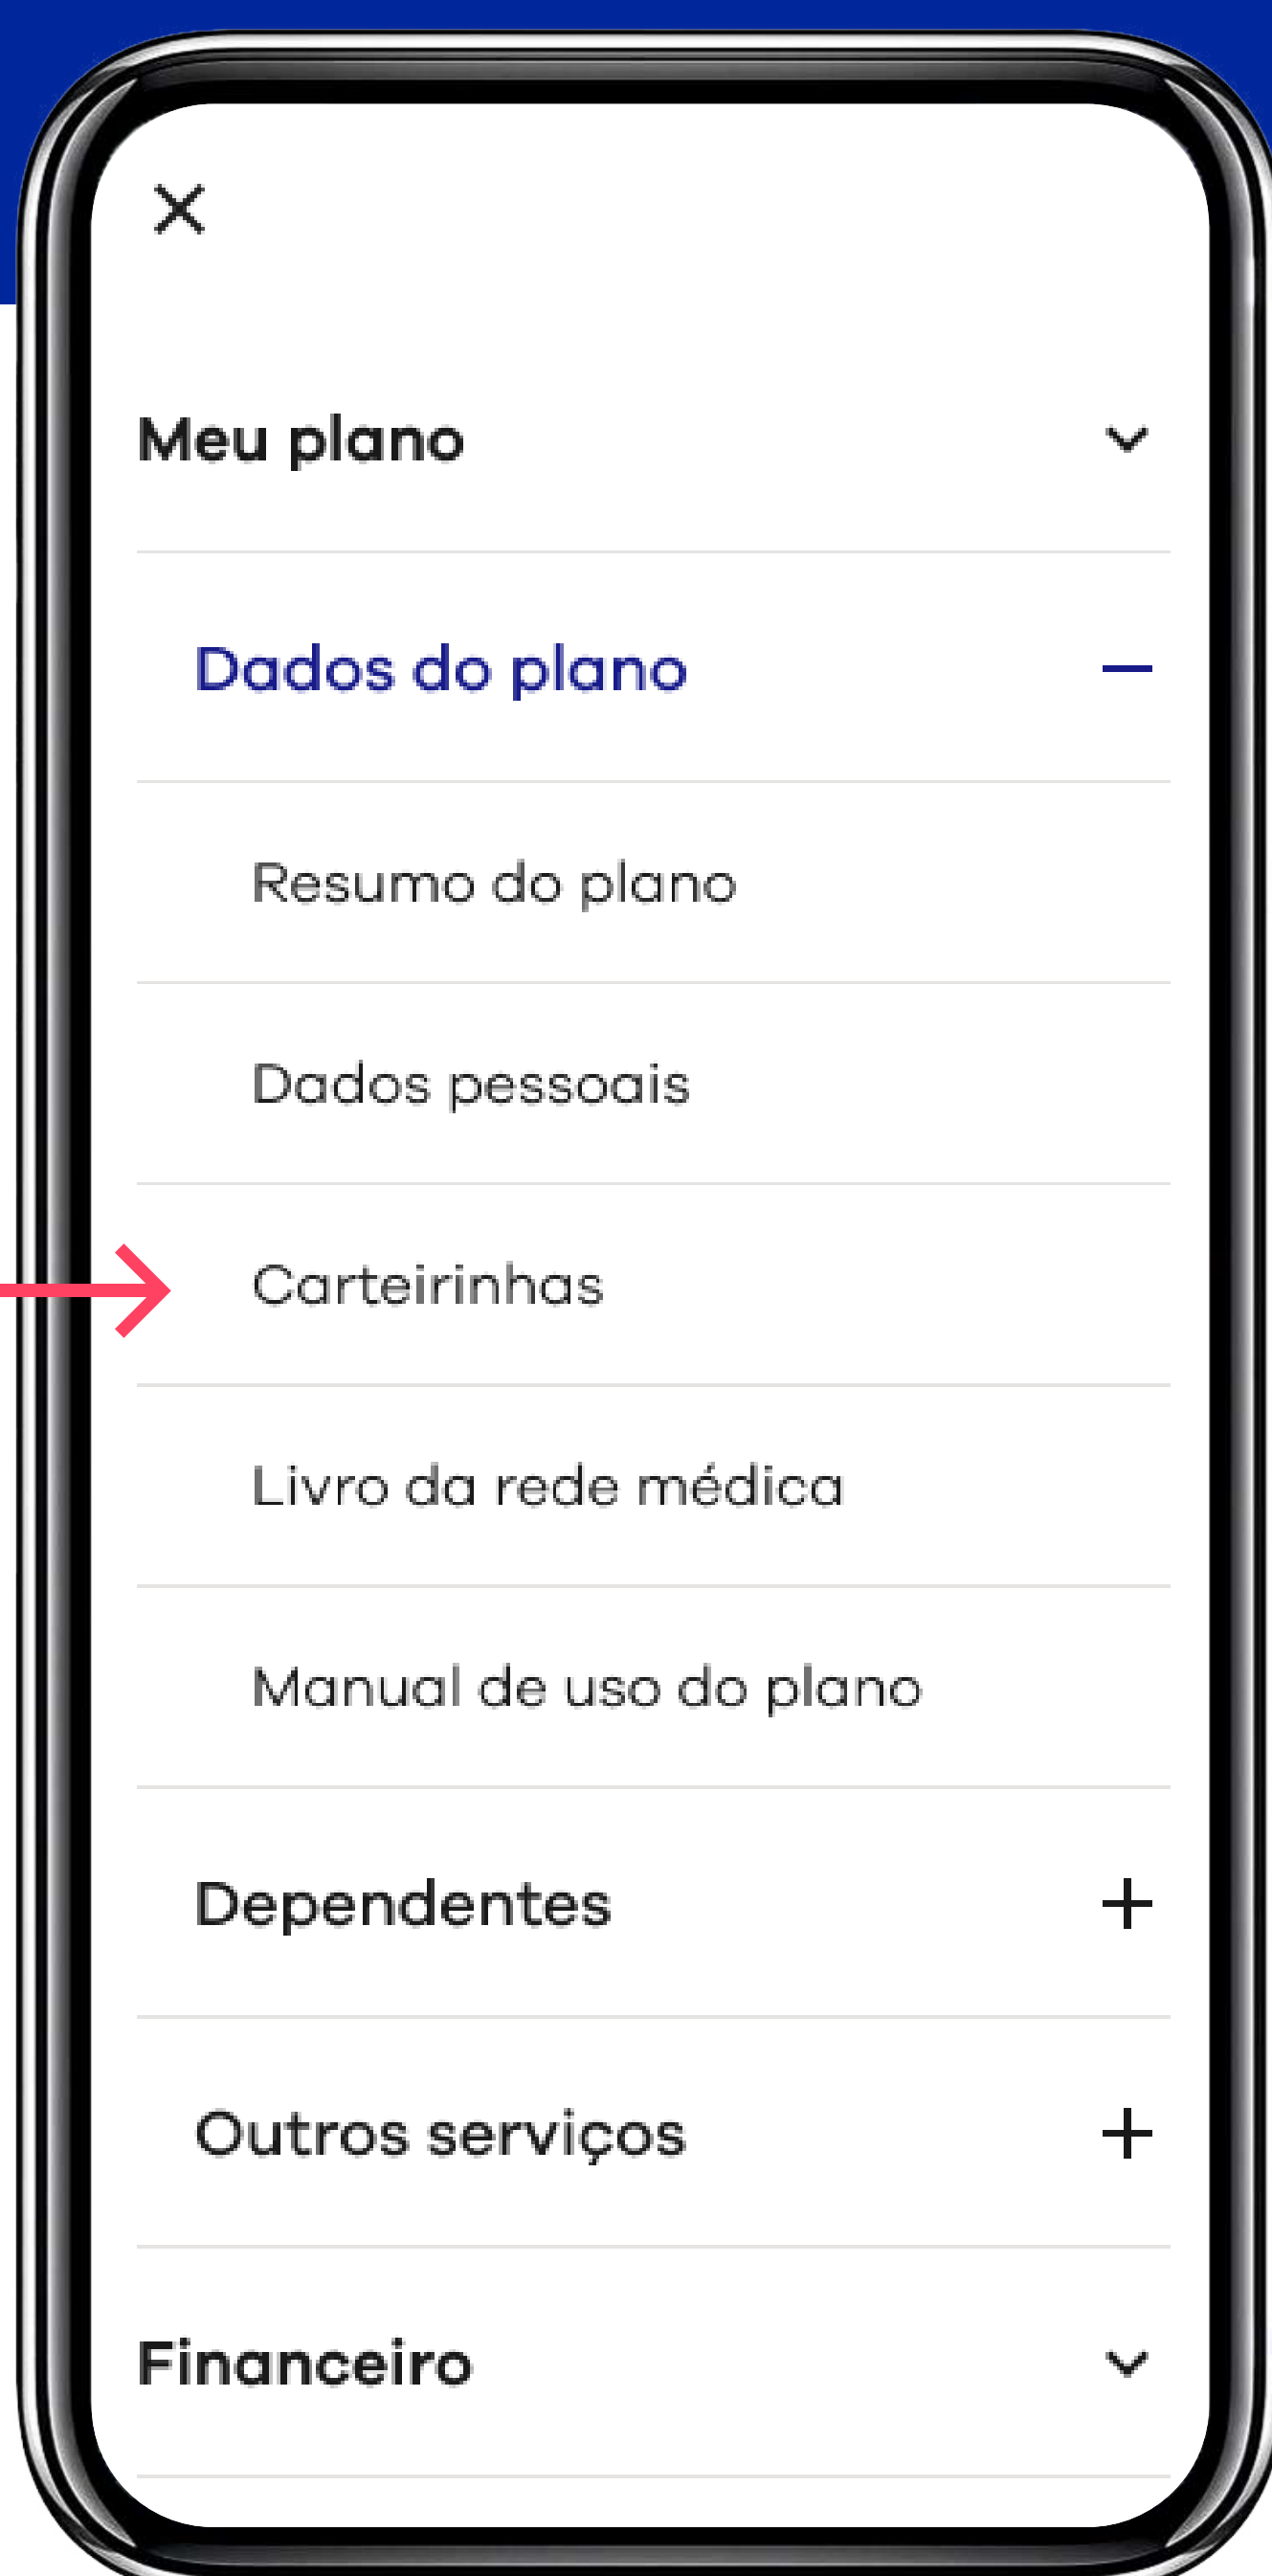 Meu plano
Dados do plano
Resumo do plano
Dados pessoais
Carteirinhas
Livro da rede médica
Manual de uso do plano
Dependentes
Outros serviços
Financeiro